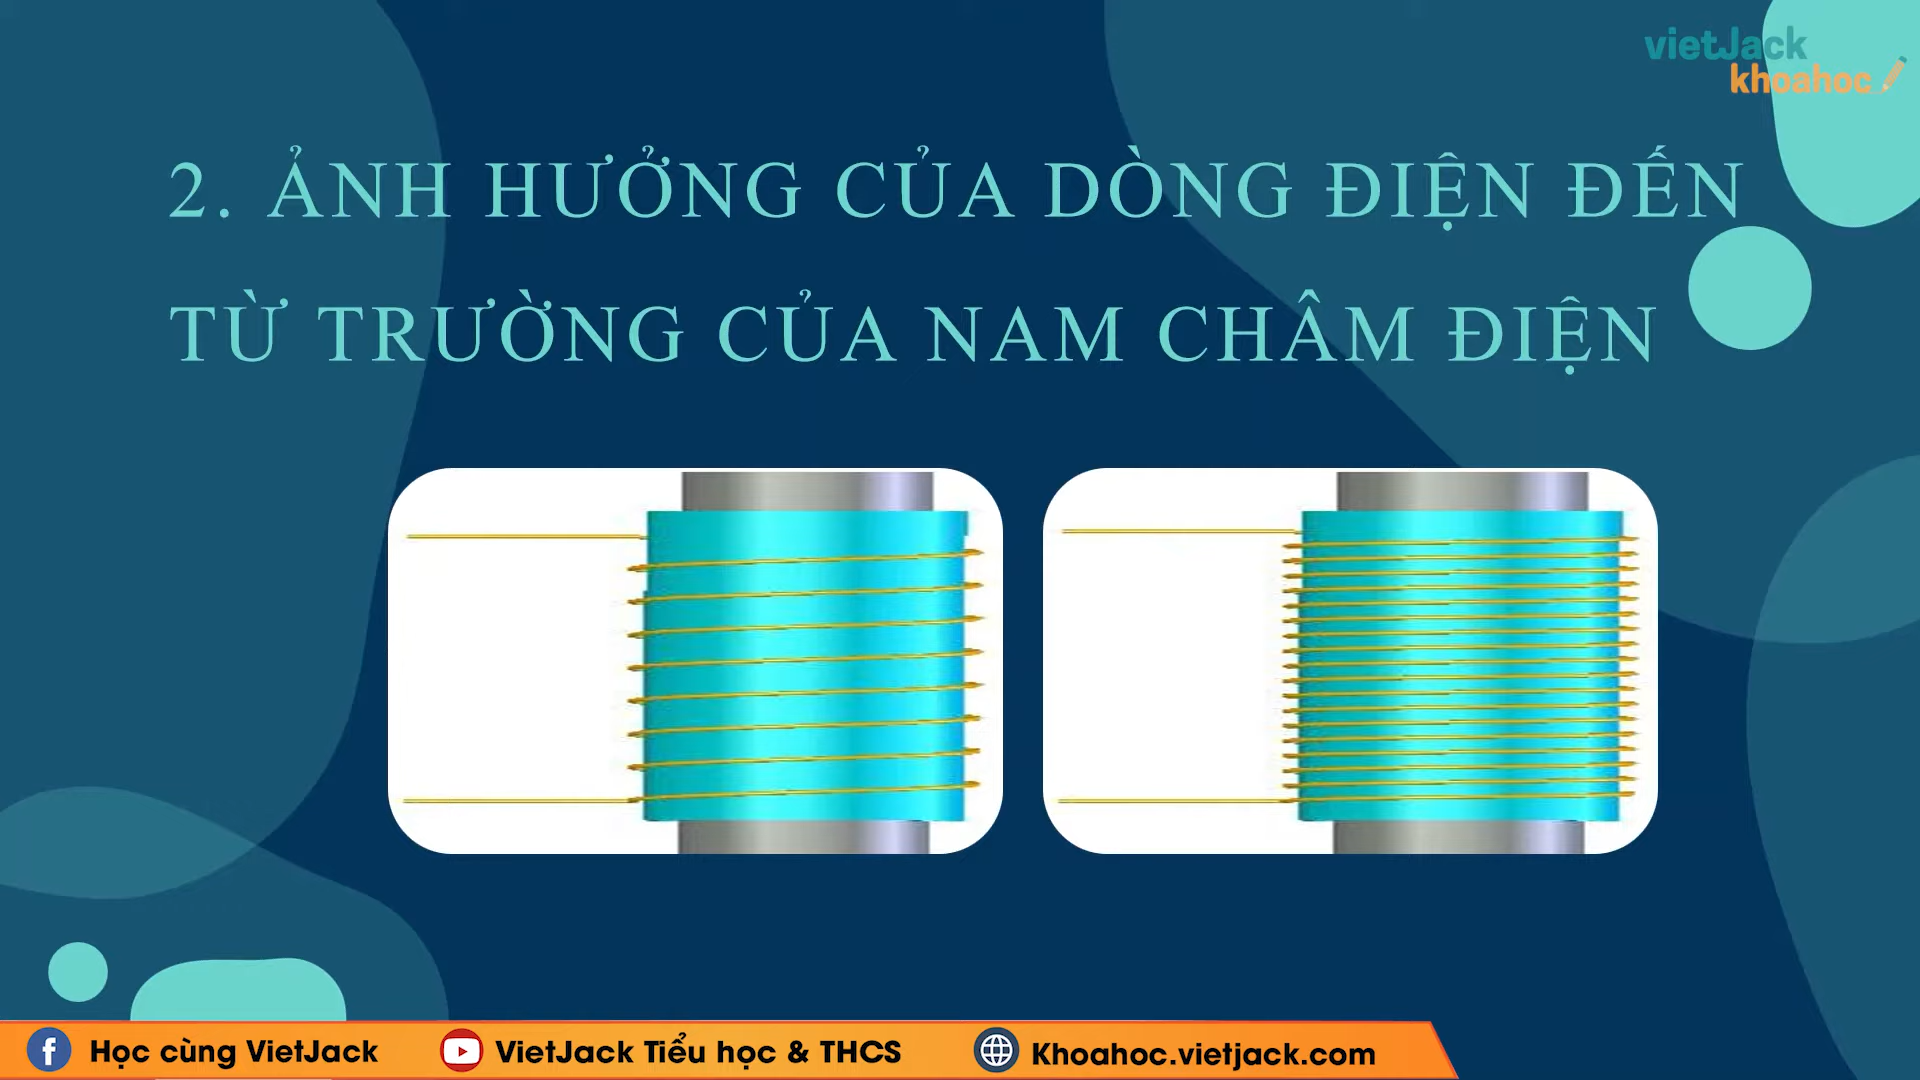 vietJack
khoahoc
2. ẢNH HƯỞNG CỦA DÒNG ĐIỆN ĐẾN
TỪ TRƯỜNG CỦA NAM CHÂM ĐIỆN
Học cùng VietJack
VietJack Tiểu học & THCS
Khoahoc.vietjack.com